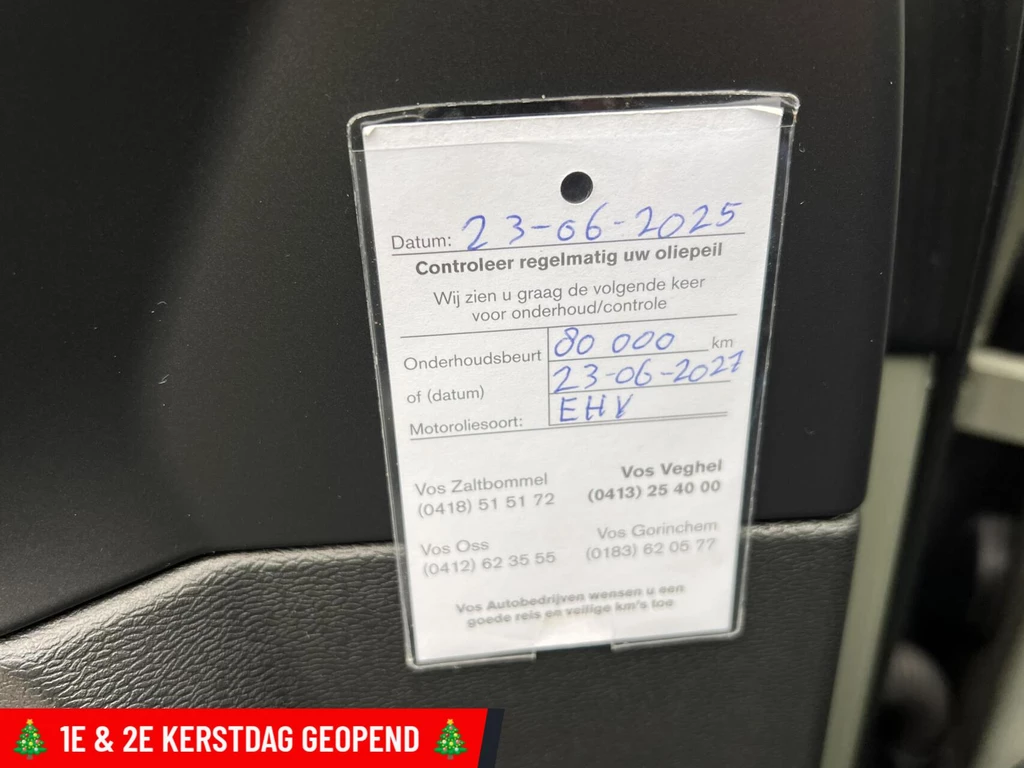 Datum: 23-06-2025
Controleer regelmatig uw oliepeil
Wij zien u graag de volgende keer
voor onderhoud/controle
Onderhoudsbeurt 80 000 km
of (datum) 23-06-2027
Motoroliesoort: EHV
Vos Zaltbommel
(0418) 51 51 72
Vos Veghel
(0413) 25 40 00
Vos Oss
(0412) 62 35 55
Vos Gorinchem
(0183) 62 05 77
Vos Autobedrijven wensen u een
goede reis en veilige km's toe
🎄 1E & 2E KERSTDAG GEOPEND 🎄